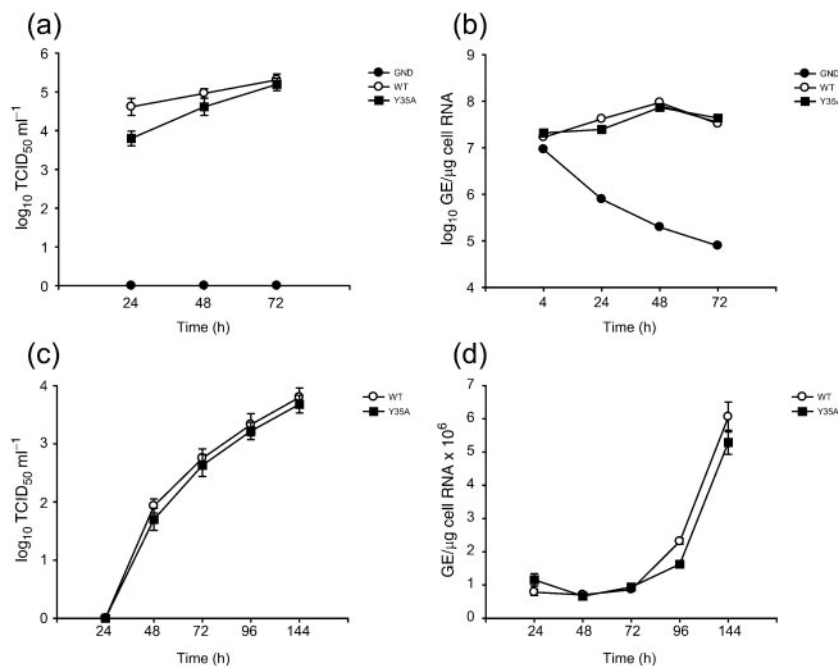 (a)
log₁₀ TCID₅₀ ml⁻¹
6
5
4
3
2
1
0
24 48 72
Time (h)
GND
WT
Y35A
(b)
log₁₀ GE/µg cell RNA
10
9
8
7
6
5
4
4 24 48 72
Time (h)
GND
WT
Y35A
(c)
log₁₀ TCID₅₀ ml⁻¹
4
3
2
1
0
24 48 72 96 144
Time (h)
WT
Y35A
(d)
GE/µg cell RNA x 10⁶
7
6
5
4
3
2
1
0
24 48 72 96 144
Time (h)
WT
Y35A